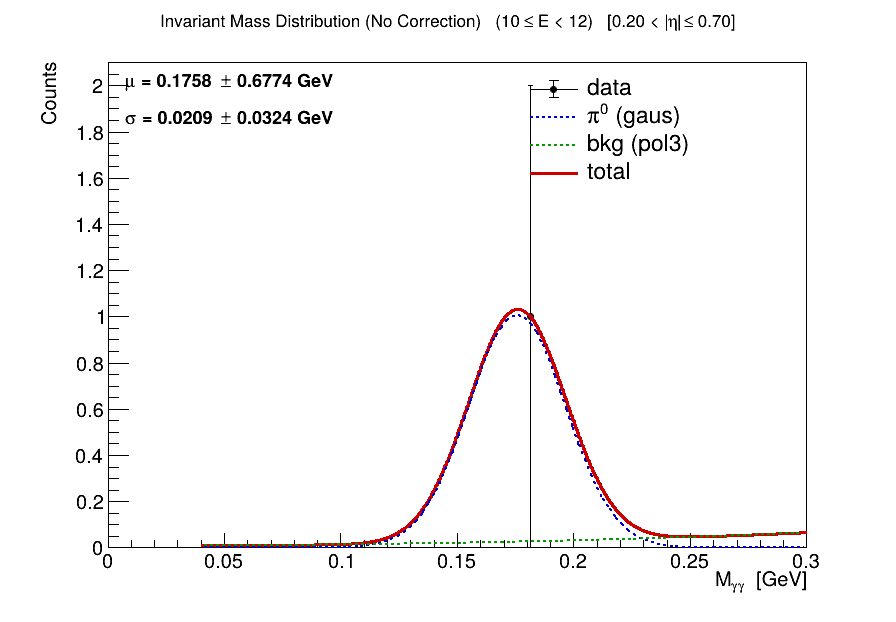 Invariant Mass Distribution (No Correction) (10 ≤ E < 12) [0.20 < |η| ≤ 0.70]
Counts
μ = 0.1758 ± 0.6774 GeV
σ = 0.0209 ± 0.0324 GeV
data
π⁰ (gaus)
bkg (pol3)
total
2
1.8
1.6
1.4
1.2
1
0.8
0.6
0.4
0.2
0
0 0.05 0.1 0.15 0.2 0.25 0.3
Mγγ [GeV]